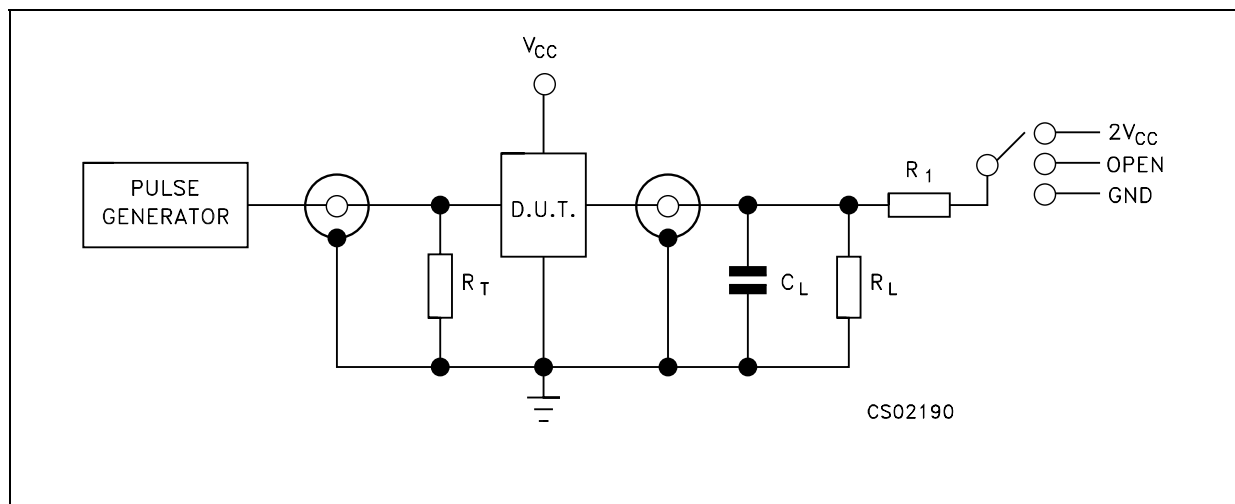 VCC
2VCC
OPEN
GND
R1
PULSE
GENERATOR
D.U.T.
RT
CL
RL
CS02190